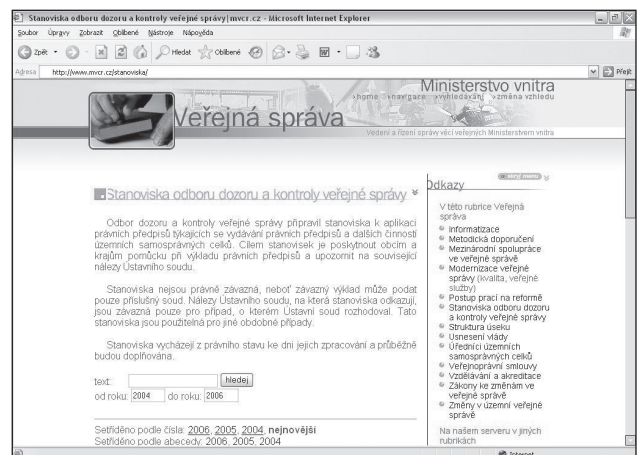 Stanoviska odboru dozoru a kontroly veřejné správy|mvcr.cz - Microsoft Internet Explorer
Soubor Úpravy Zobrazit Oblíbené Nástroje Nápověda
Zpět Hledat Oblíbené
Adresa http://www.mvcr.cz/stanoviska/ Přejít
Ministerstvo vnitra
›home ›navigace ›vyhledávání ›změna vzhledu
Veřejná správa
Vedení a řízení správy věcí veřejných Ministerstvem vnitra
skryj menu
Stanoviska odboru dozoru a kontroly veřejné správy
Odbor dozoru a kontroly veřejné správy připravil stanoviska k aplikaci
právních předpisů týkajících se vydávání právních předpisů a dalších činností
územních samosprávných celků. Cílem stanovisek je poskytnout obcím a
krajům pomůcku při výkladu právních předpisů a upozornit na související
nálezy Ústavního soudu.
Stanoviska nejsou právně závazná, neboť závazný výklad může podat
pouze příslušný soud. Nálezy Ústavního soudu, na která stanoviska odkazují,
jsou závazná pouze pro případ, o kterém Ústavní soud rozhodoval. Tato
stanoviska jsou použitelná pro jiné obdobné případy.
Stanoviska vycházejí z právního stavu ke dni jejich zpracování a průběžně
budou doplňována.
text: hledej
od roku: 2004 do roku: 2006
Setříděno podle čísla: 2006, 2005, 2004, nejnovější
Setříděno podle abecedy: 2006, 2005, 2004
Odkazy
V této rubrice Veřejná
správa
Informatizace
Metodická doporučení
Mezinárodní spolupráce
ve veřejné správě
Modernizace veřejné
správy (kvalita, veřejné
služby)
Postup prací na reformě
Stanoviska odboru dozoru
a kontroly veřejné správy
Struktura úseku
Usnesení vlády
Úředníci územních
samosprávných celků
Veřejnoprávní smlouvy
Vzdělávání a akreditace
Zákony ke změnám ve
veřejné správě
Změny v územní veřejné
správě
Na našem serveru v jiných
rubrikách
Internet